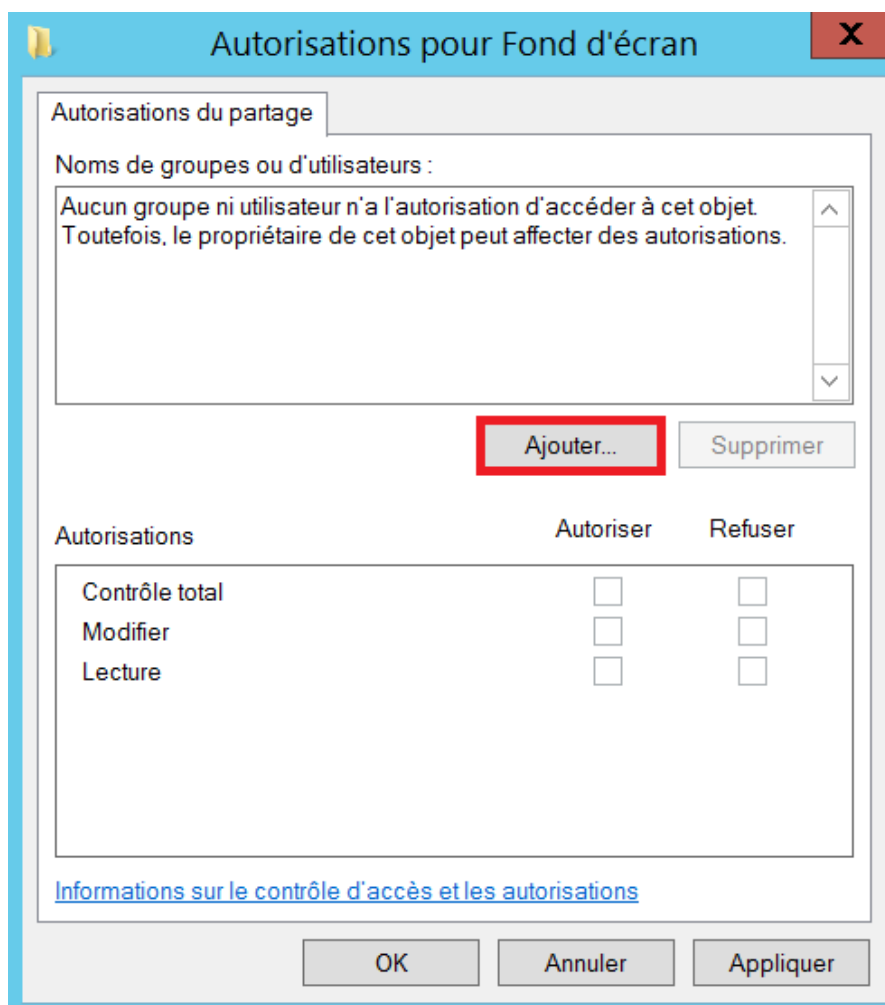 Autorisations pour Fond d'écran
X
Autorisations du partage
Noms de groupes ou d'utilisateurs :
Aucun groupe ni utilisateur n'a l'autorisation d'accéder à cet objet.
Toutefois, le propriétaire de cet objet peut affecter des autorisations.
Ajouter... Supprimer
Autorisations Autoriser Refuser
Contrôle total
Modifier
Lecture
Informations sur le contrôle d'accès et les autorisations
OK Annuler Appliquer